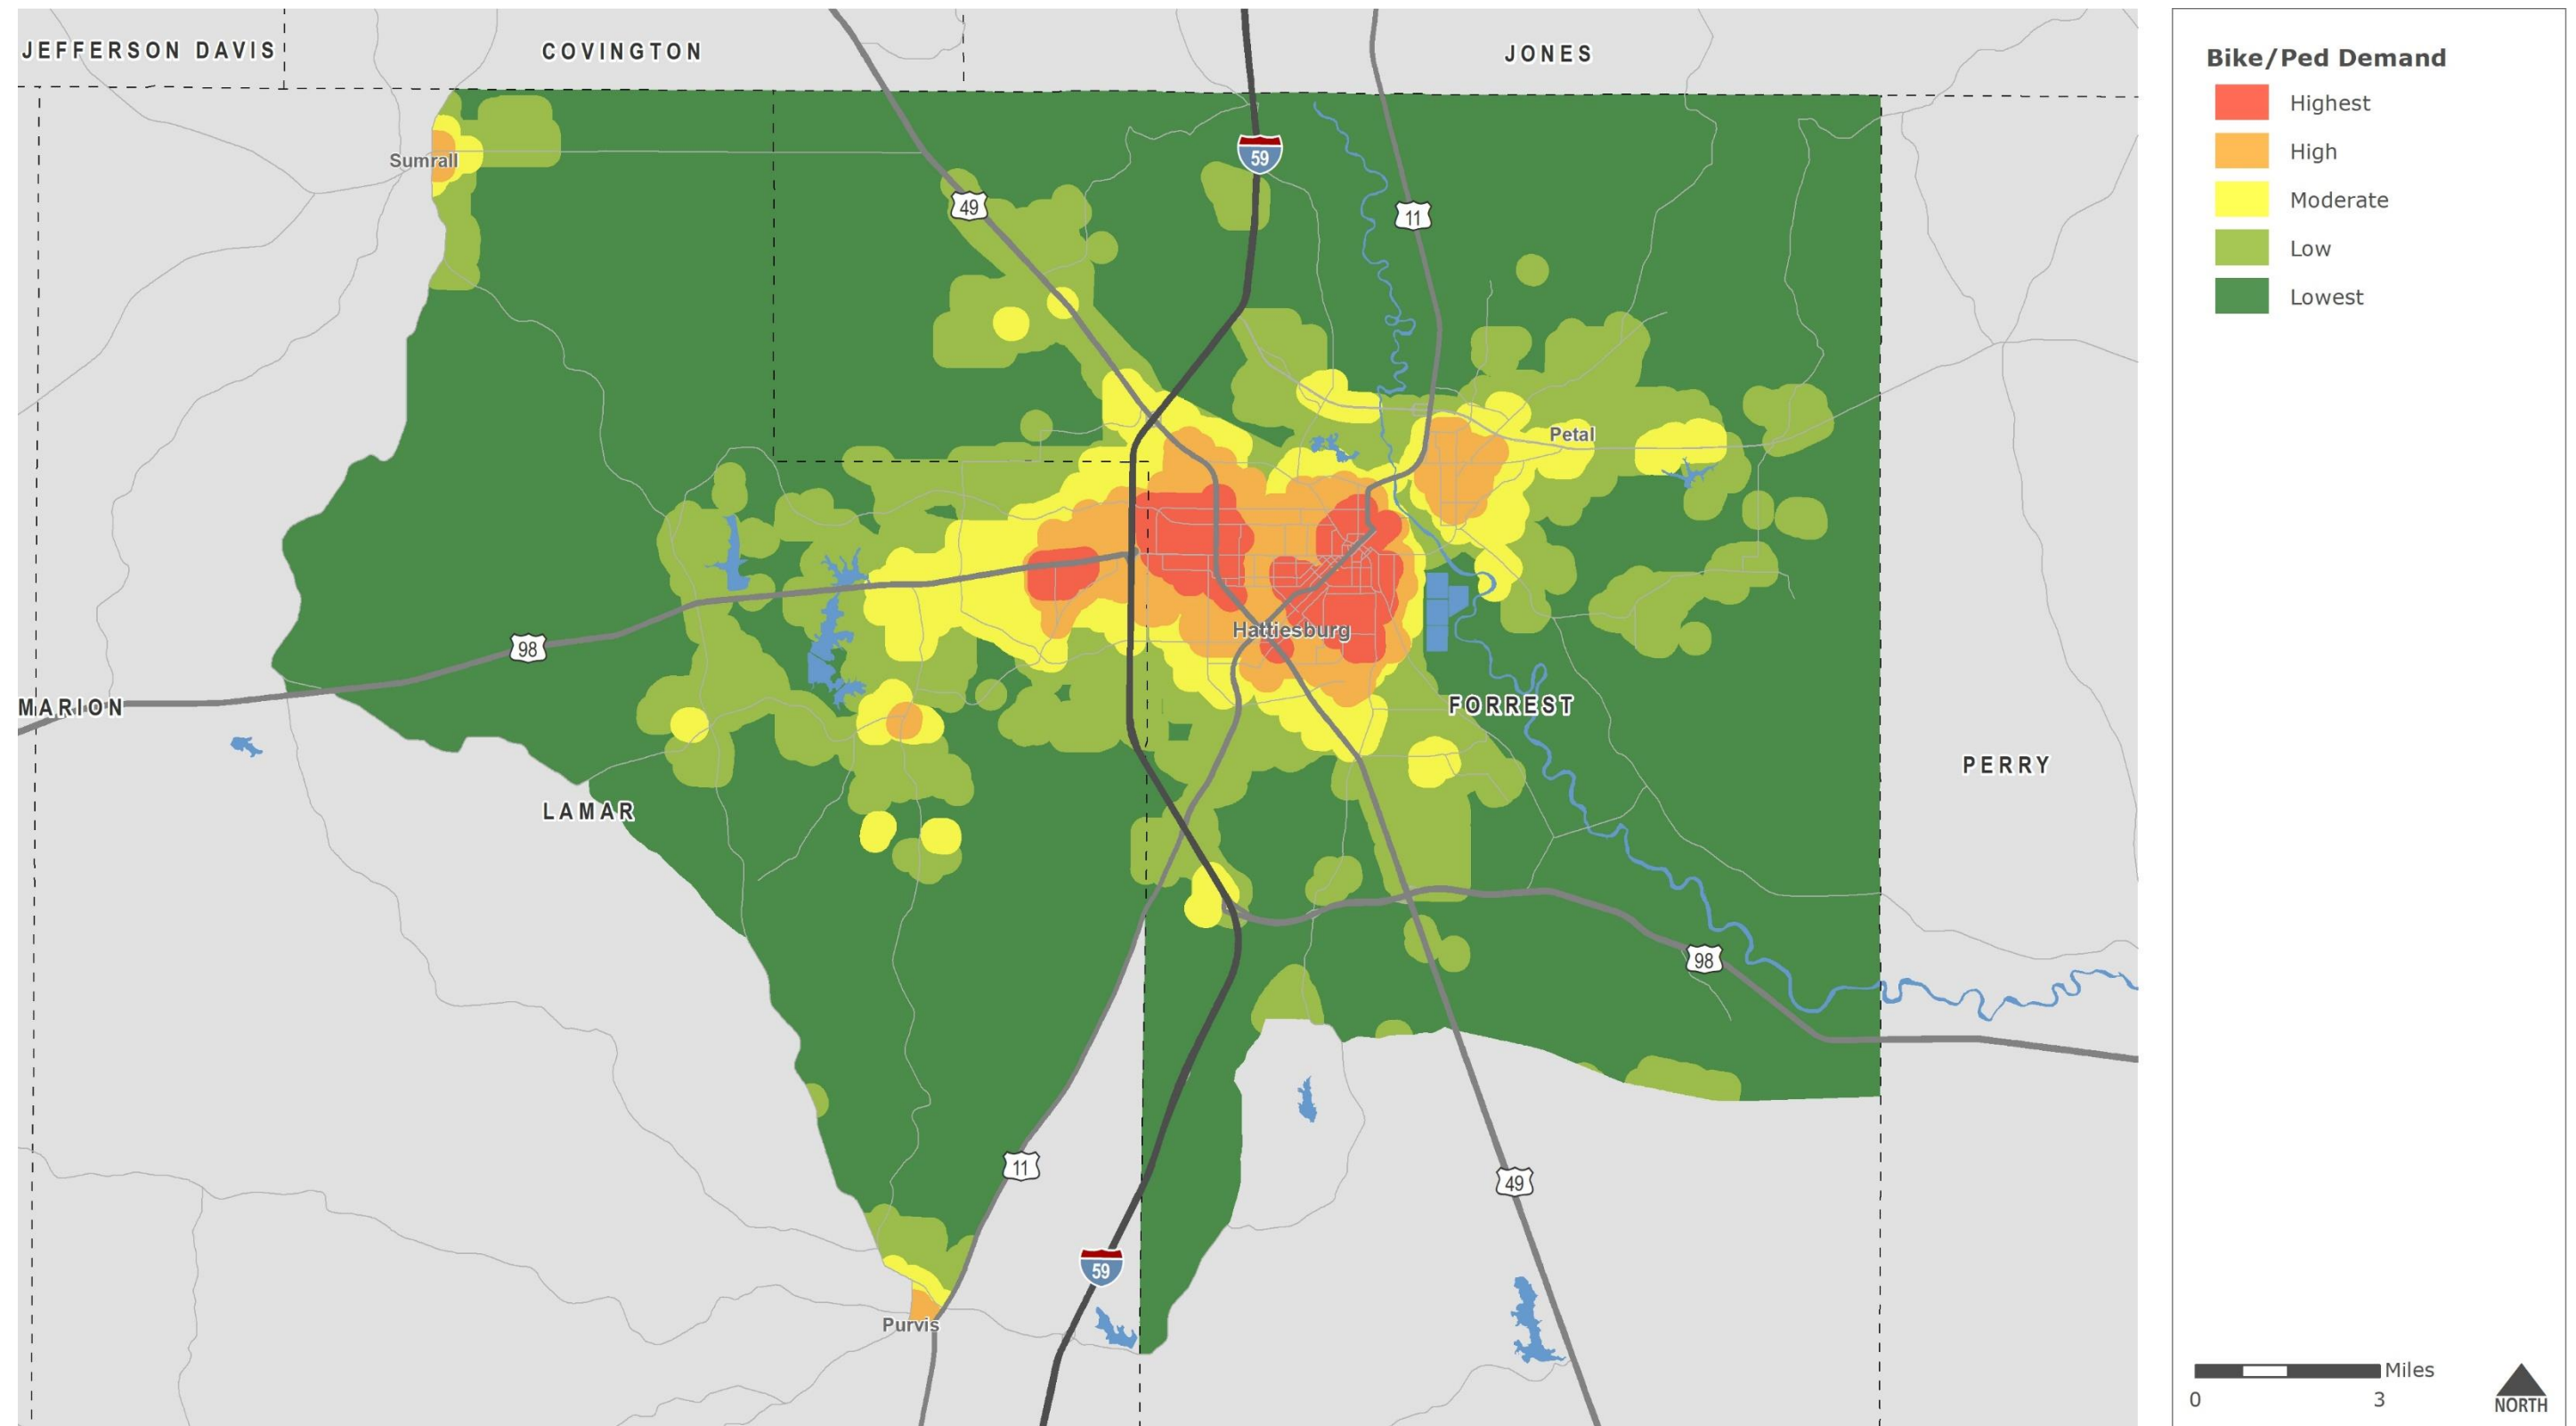 JEFFERSON DAVIS
COVINGTON
JONES
Sumrall
59
49
11
Petal
Hattiesburg
98
MARION
FORREST
PERRY
LAMAR
98
11
49
59
Purvis
Bike/Ped Demand
Highest
High
Moderate
Low
Lowest
Miles
0 3
NORTH